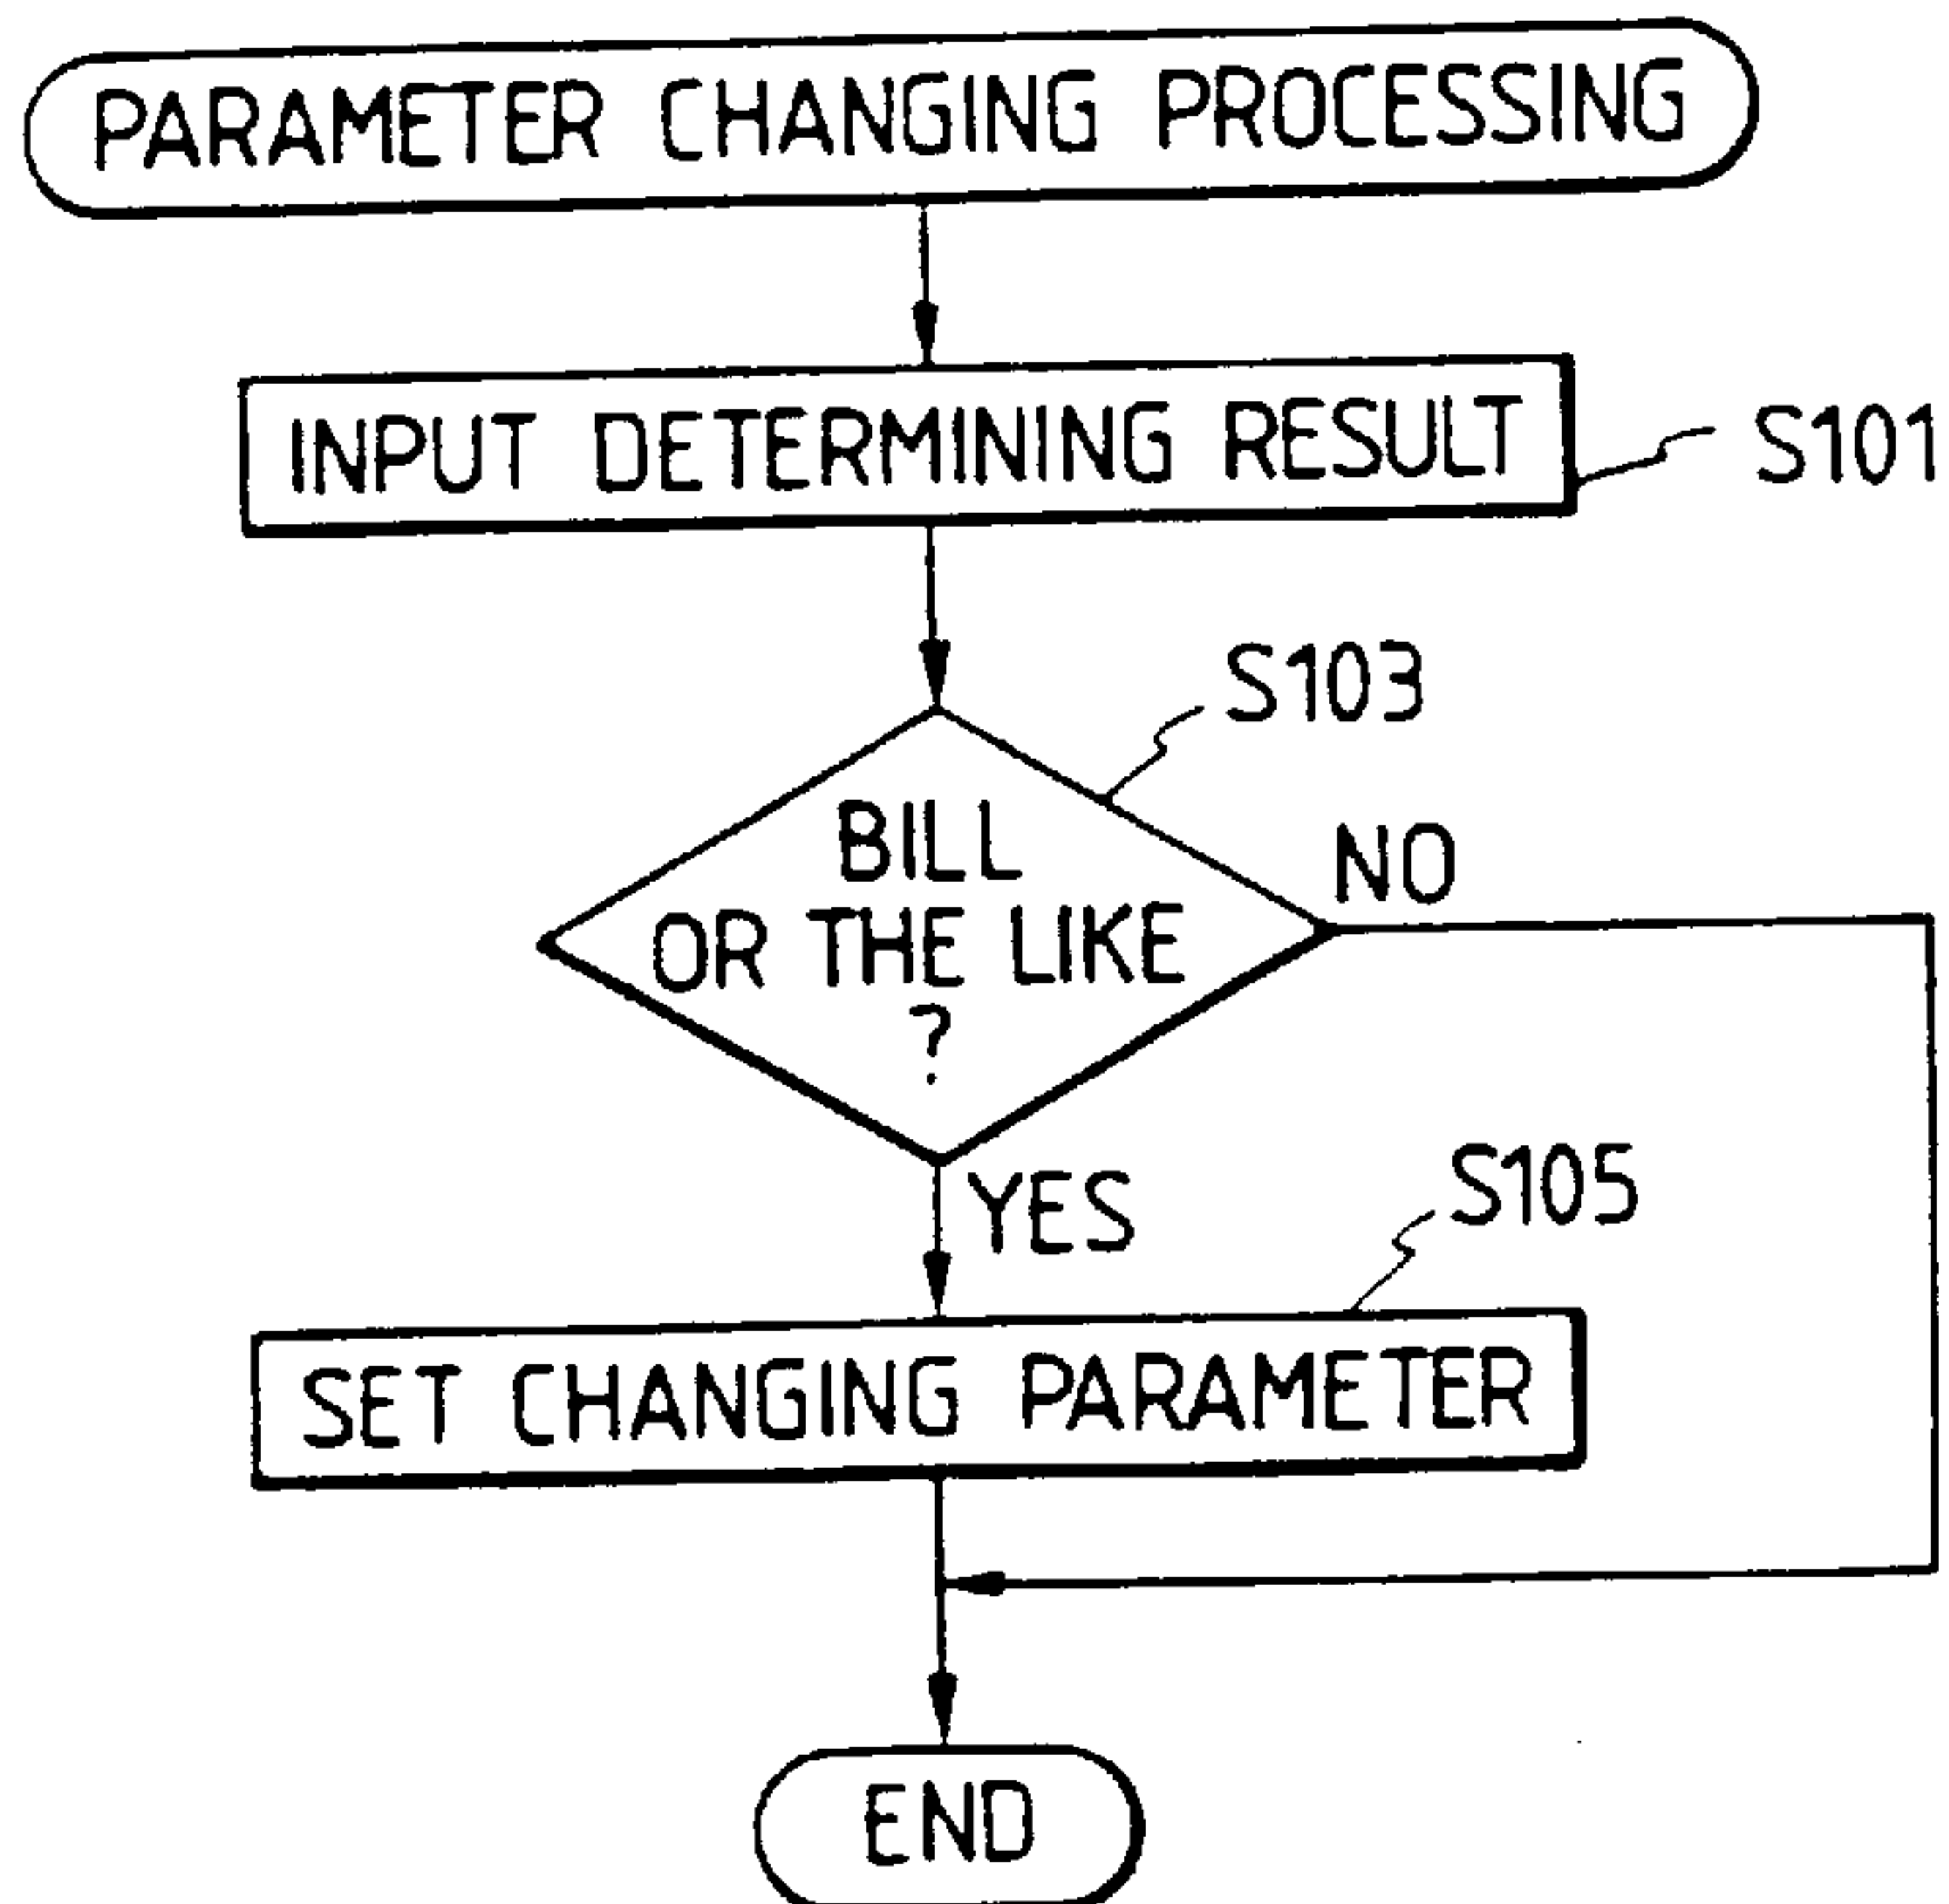 PARAMETER CHANGING PROCESSING
INPUT DETERMINING RESULT
S101
S103
BILL
OR THE LIKE
?
NO
YES
S105
SET CHANGING PARAMETER
END